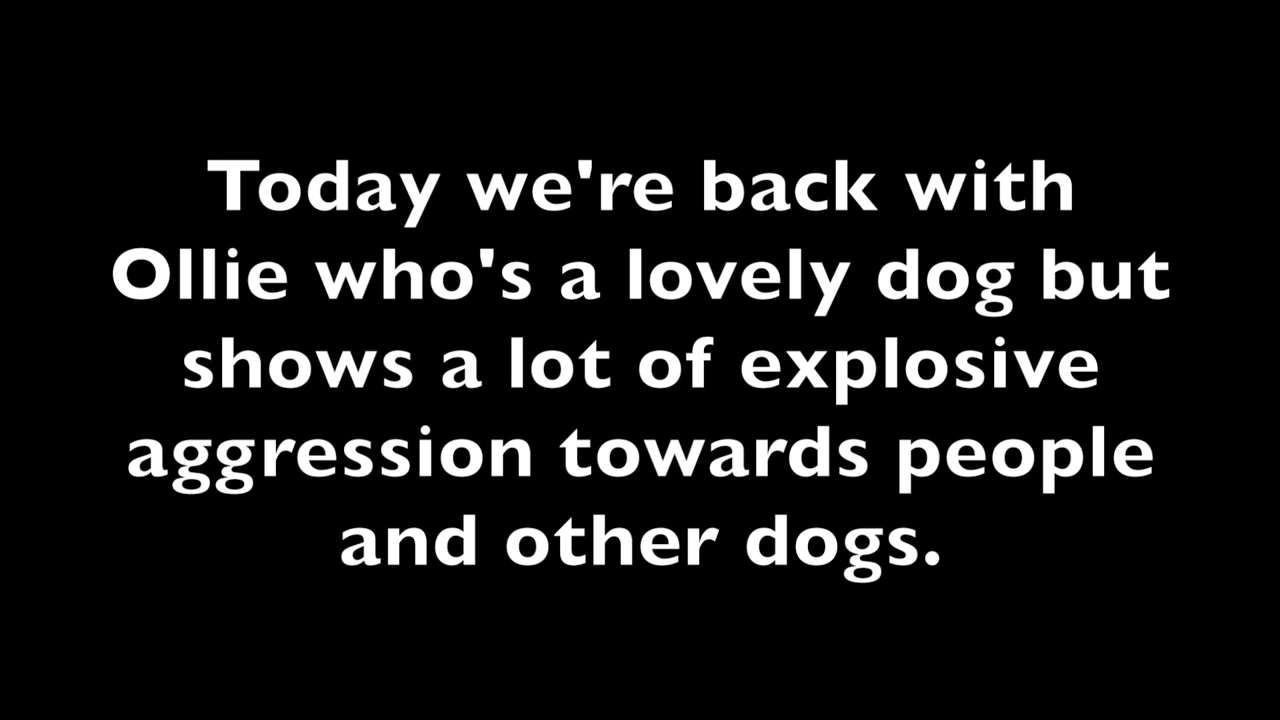 Today we're back with
Ollie who's a lovely dog but
shows a lot of explosive
aggression towards people
and other dogs.